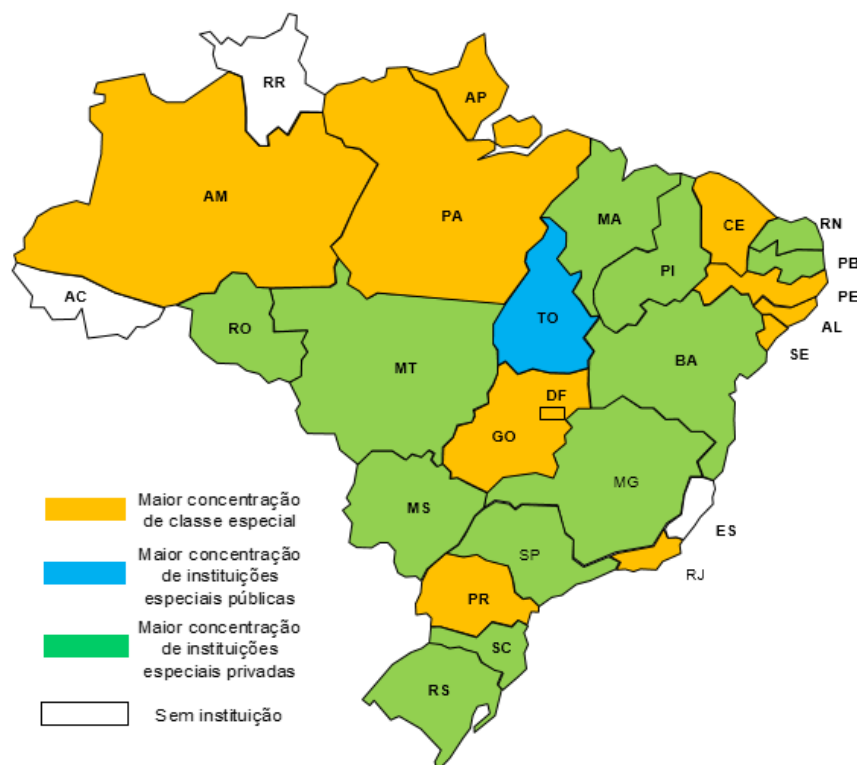 RR
AP
AM
PA
MA
CE
RN
PI
PB
AC
PE
TO
RO
AL
SE
MT
BA
DF
GO
MG
Maior concentração
de classe especial
MS
ES
Maior concentração
de instituições
especiais públicas
SP
RJ
PR
Maior concentração
de instituições
especiais privadas
SC
RS
Sem instituição